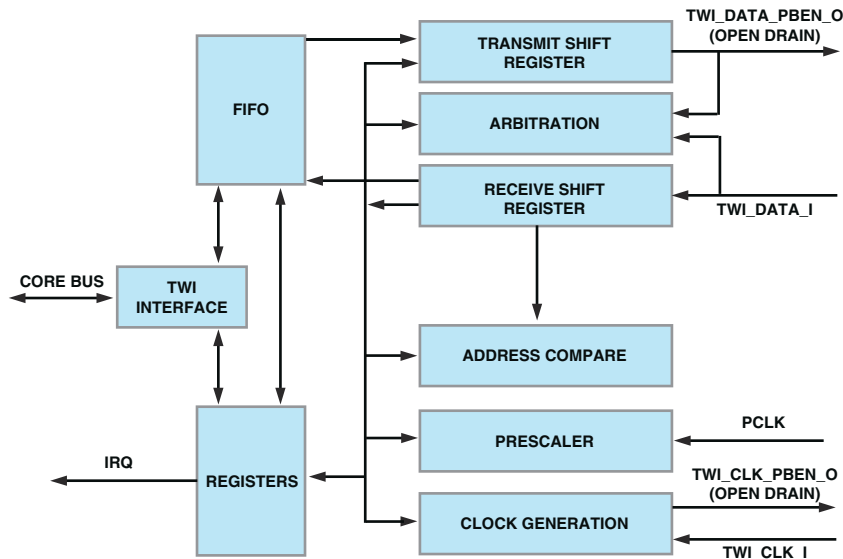 TWI_DATA_PBEN_O
(OPEN DRAIN)
TRANSMIT SHIFT
REGISTER
FIFO
ARBITRATION
RECEIVE SHIFT
REGISTER
TWI_DATA_I
CORE BUS
TWI
INTERFACE
ADDRESS COMPARE
PCLK
PRESCALER
IRQ
REGISTERS
TWI_CLK_PBEN_O
(OPEN DRAIN)
CLOCK GENERATION
TWI_CLK_I